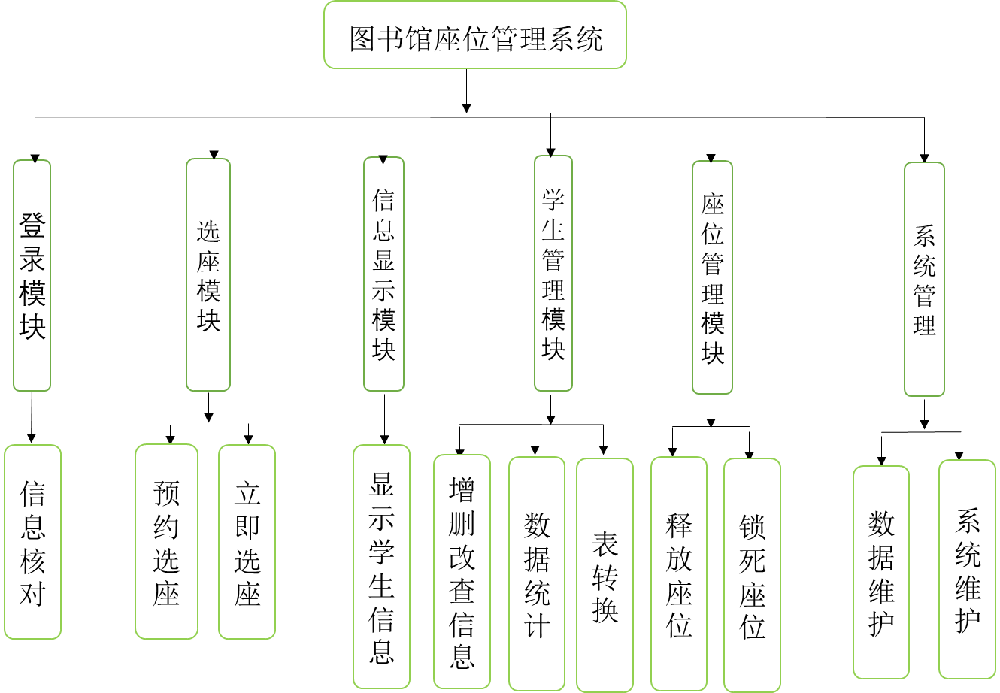 图书馆座位管理系统
登录模块
选座模块
信息显示模块
学生管理模块
座位管理模块
系统管理
信息核对
预约选座
立即选座
显示学生信息
增删改查信息
数据统计
表转换
释放座位
锁死座位
数据维护
系统维护